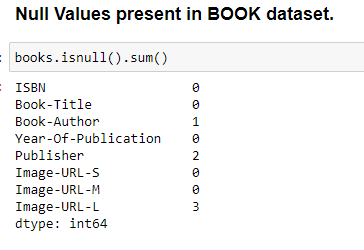 Null Values present in BOOK dataset.
books.isnull().sum()
ISBN 0
Book-Title 0
Book-Author 1
Year-Of-Publication 0
Publisher 2
Image-URL-S 0
Image-URL-M 0
Image-URL-L 3
dtype: int64